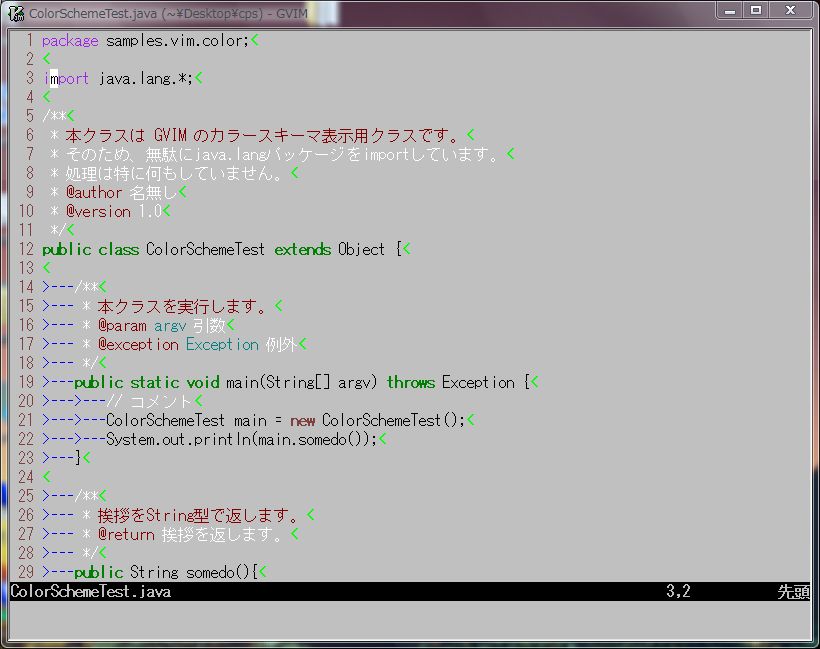 ColorSchemeTest.java (~¥Desktop¥cps) - GVIM
1 package samples.vim.color;<
2 <
3 import java.lang.*;<
4 <
5 /**<
6  * 本クラスは GVIM のカラースキーマ表示用クラスです。<
7  * そのため、無駄にjava.langパッケージをimportしています。<
8  * 処理は特に何もしていません。<
9  * @author 名無し<
10  * @version 1.0<
11  */<
12 public class ColorSchemeTest extends Object {<
13 <
14 >---/**<
15 >--- * 本クラスを実行します。<
16 >--- * @param argv 引数<
17 >--- * @exception Exception 例外<
18 >--- */<
19 >---public static void main(String[] argv) throws Exception {<
20 >--->---// コメント<
21 >--->---ColorSchemeTest main = new ColorSchemeTest();<
22 >--->---System.out.println(main.somedo());<
23 >---}<
24 <
25 >---/**<
26 >--- * 挨拶をString型で返します。<
27 >--- * @return 挨拶を返します。<
28 >--- */<
29 >---public String somedo(){<
ColorSchemeTest.java 3,2 先頭